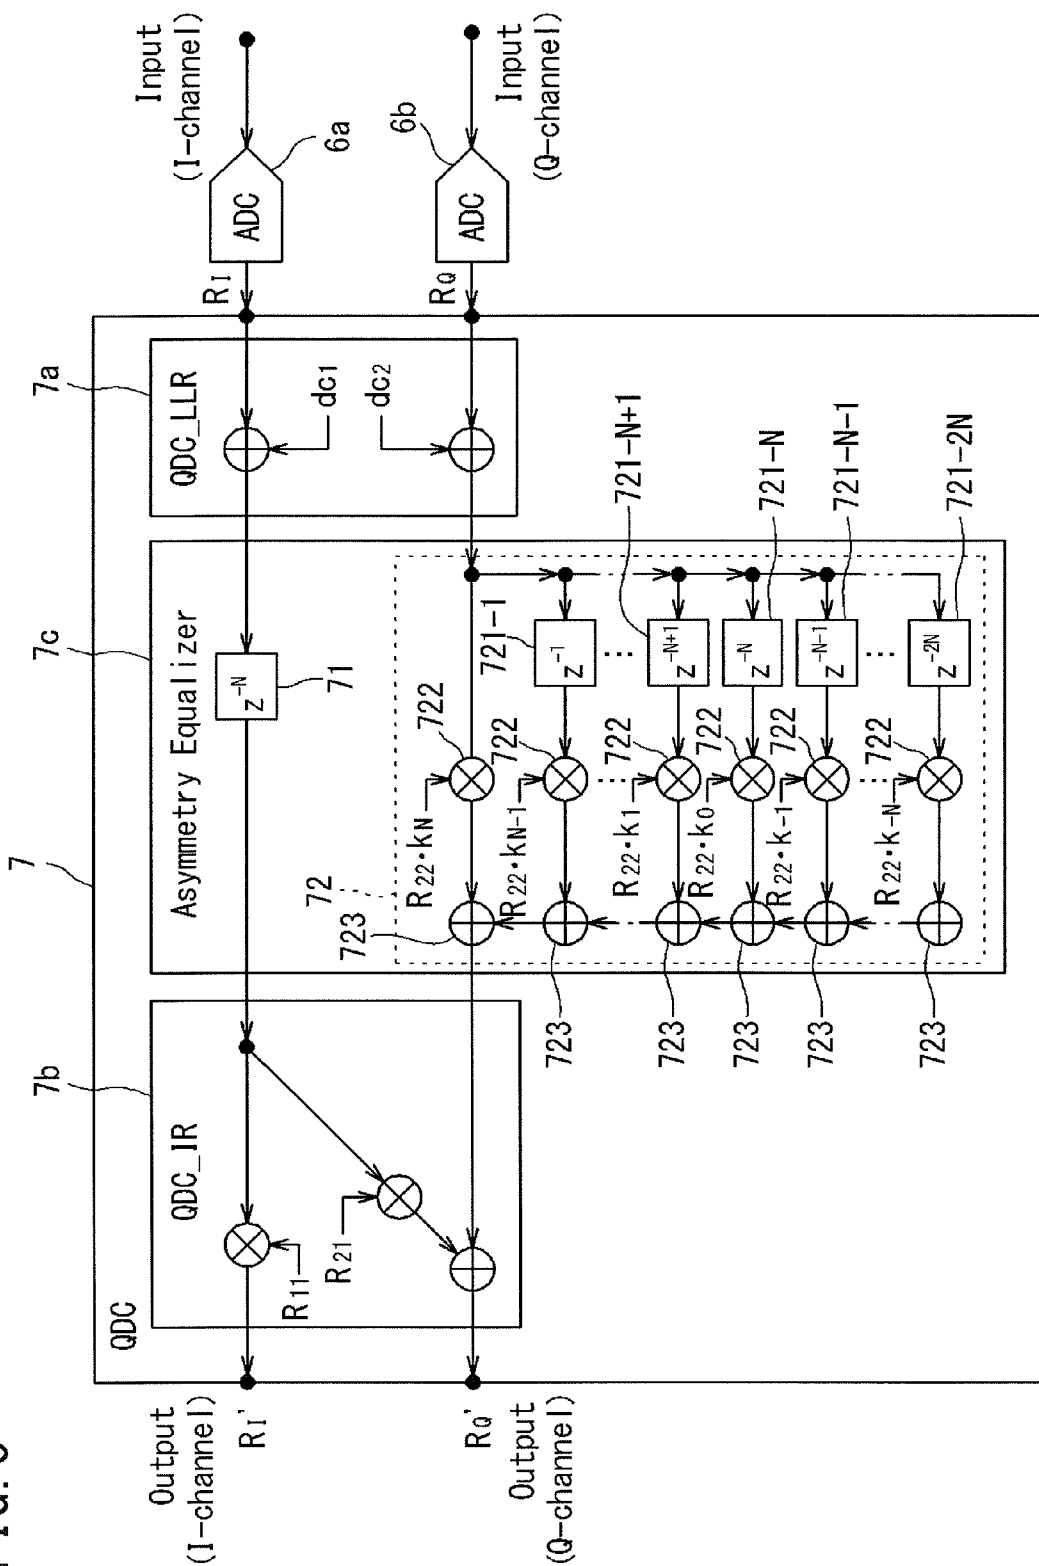 Input
(I-channel)
6a
ADC
RI
Input
(Q-channel)
6b
ADC
RQ
7
7a
QDC_LLR
dc1
dc2
7c
Asymmetry Equalizer
z-N
71
72
721-1
z-1
721-N+1
z-N+1
721-N
z-N
721-N-1
z-N-1
721-2N
z-2N
722
722
722
722
722
722
R22・kN
R22・kN-1
R22・k1
R22・k0
R22・k-1
R22・k-N
723
723
723
723
723
723
7b
QDC_IR
R11
R21
QDC
Output
(I-channel)
RI'
RQ'
Output
(Q-channel)